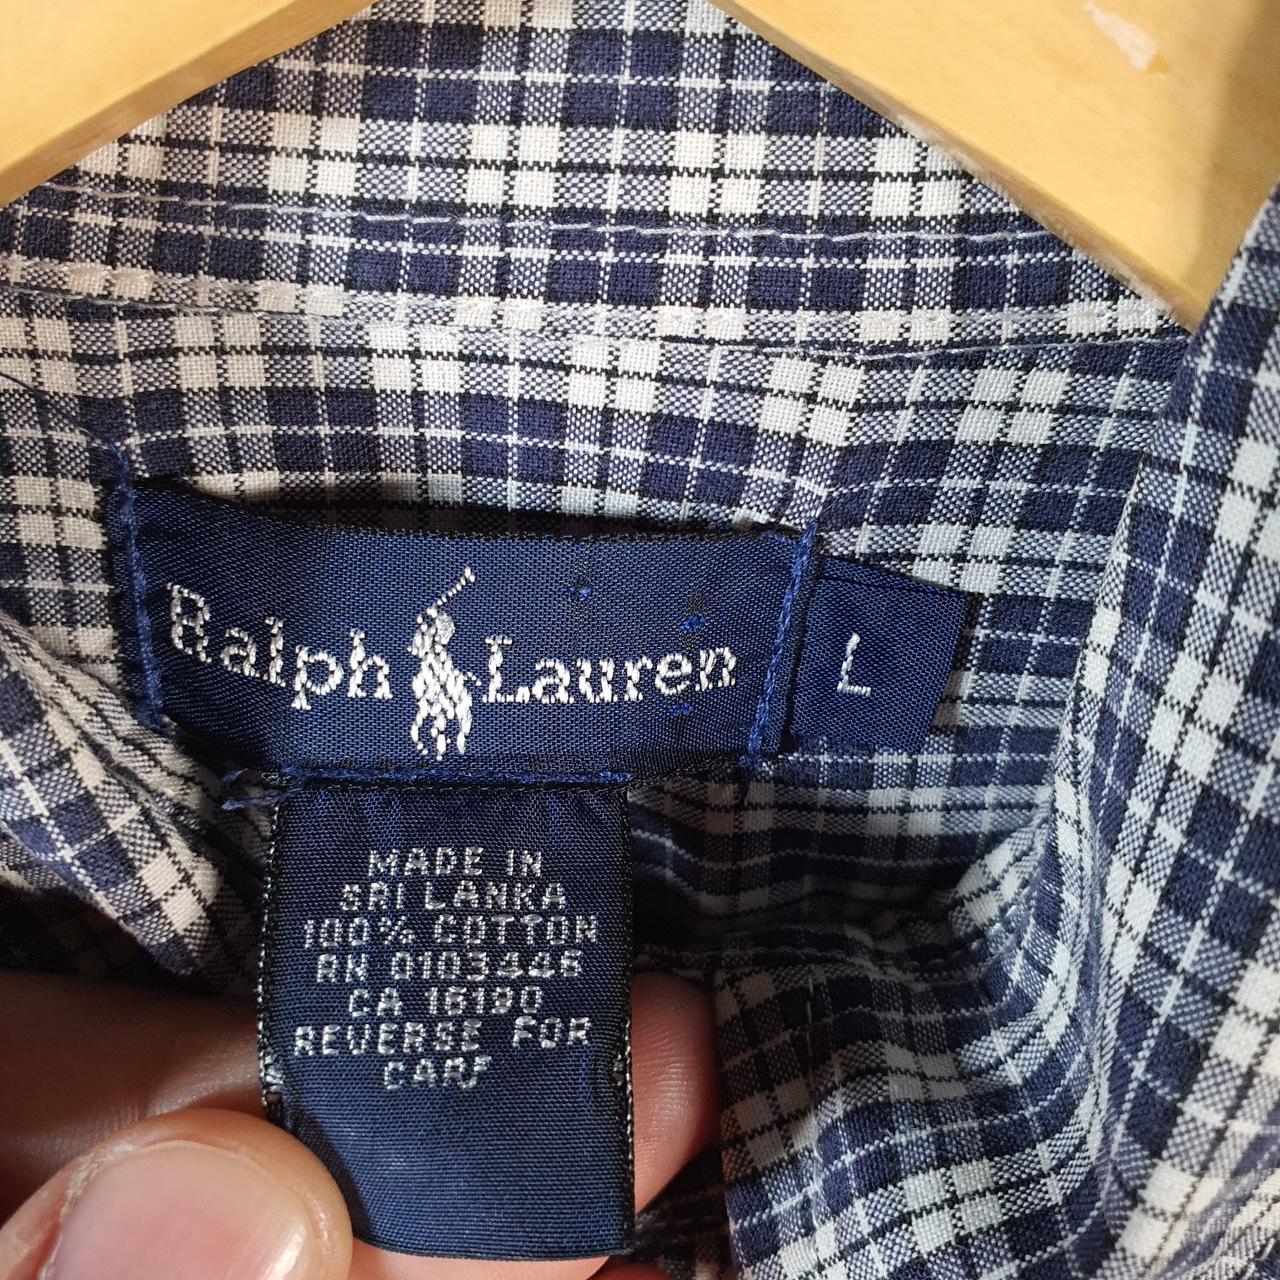 Ralph Lauren
L
MADE IN
SRI LANKA
100% COTTON
RN 0103446
CA 16190
REVERSE FOR
CARE